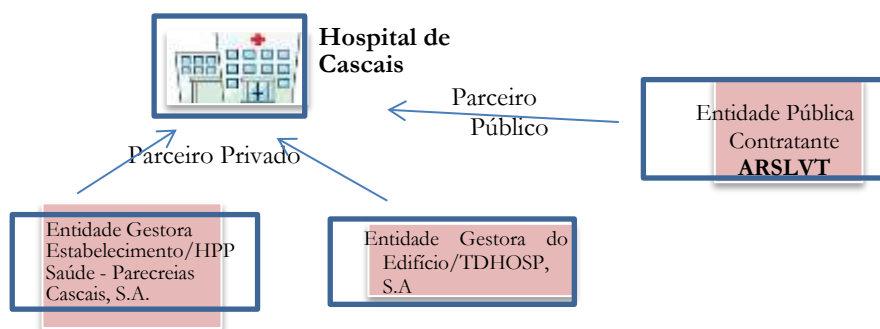 Hospital de
Cascais
Parceiro
Público
Entidade Pública
Contratante
ARSLVT
Parceiro Privado
Entidade Gestora
Estabelecimento/HPP
Saúde - Parecreias
Cascais, S.A.
Entidade Gestora do
Edifício/TDHOSP,
S.A